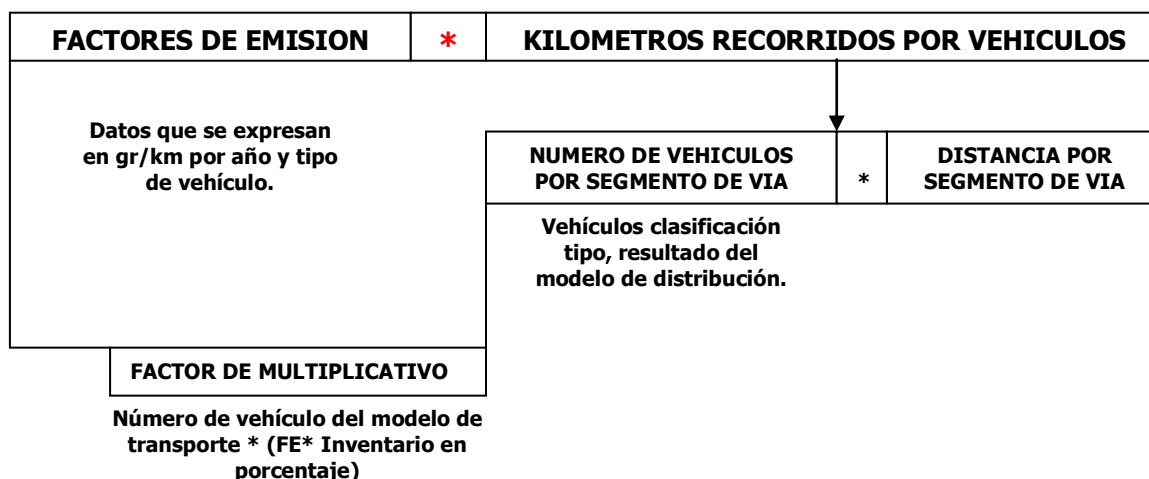 FACTORES DE EMISION * KILOMETROS RECORRIDOS POR VEHICULOS
Datos que se expresan
en gr/km por año y tipo
de vehículo.
NUMERO DE VEHICULOS
POR SEGMENTO DE VIA
*
DISTANCIA POR
SEGMENTO DE VIA
Vehículos clasificación
tipo, resultado del
modelo de distribución.
FACTOR DE MULTIPLICATIVO
Número de vehículo del modelo de
transporte * (FE* Inventario en
porcentaje)